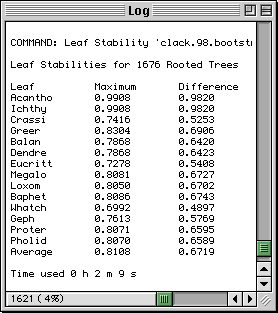 Log
COMMAND: Leaf Stability 'clack.98.bootstr
Leaf Stabilities for 1676 Rooted Trees
Leaf Maximum Difference
Acantho 0.9908 0.9820
Ichthy 0.9908 0.9820
Crassi 0.7416 0.5253
Greer 0.8304 0.6906
Balan 0.7868 0.6420
Dendre 0.7868 0.6423
Eucritt 0.7278 0.5408
Megalo 0.8081 0.6727
Loxom 0.8050 0.6702
Baphet 0.8086 0.6743
Whatch 0.6992 0.4897
Geph 0.7613 0.5769
Proter 0.8071 0.6595
Pholid 0.8070 0.6589
Average 0.8108 0.6719
Time used 0 h 2 m 9 s
1621 (4%)